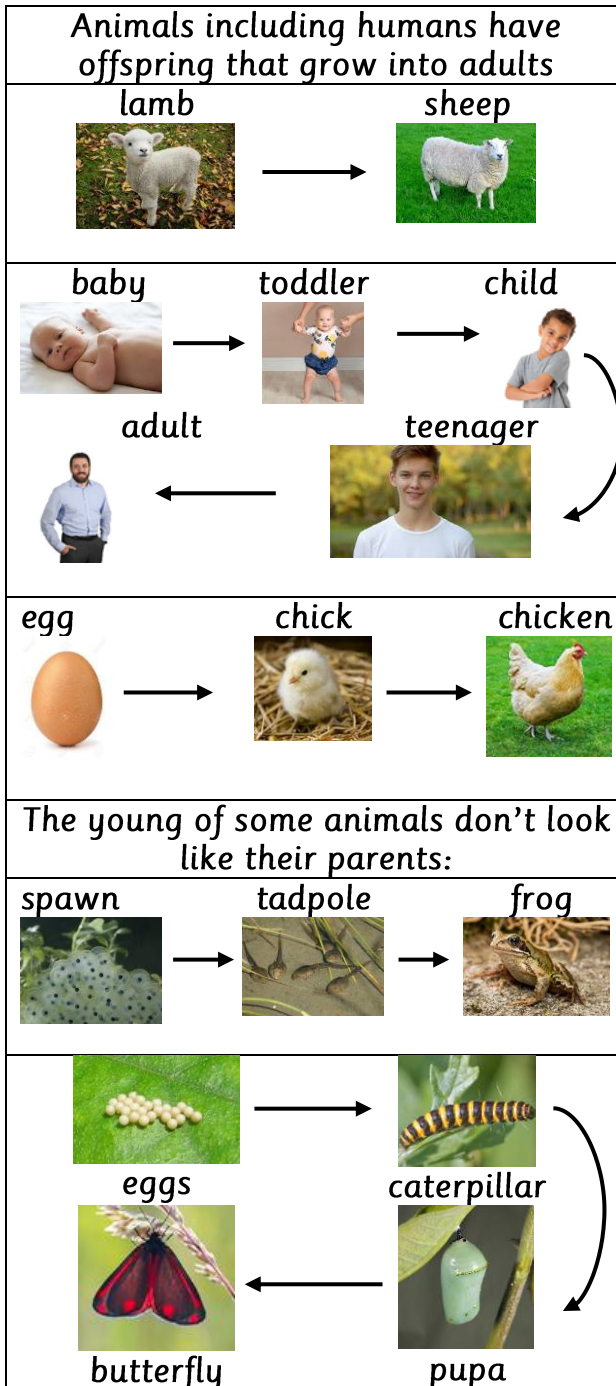 Animals including humans have
offspring that grow into adults
lamb sheep
baby toddler child
adult teenager
egg chick chicken
The young of some animals don't look
like their parents:
spawn tadpole frog
eggs caterpillar
butterfly pupa